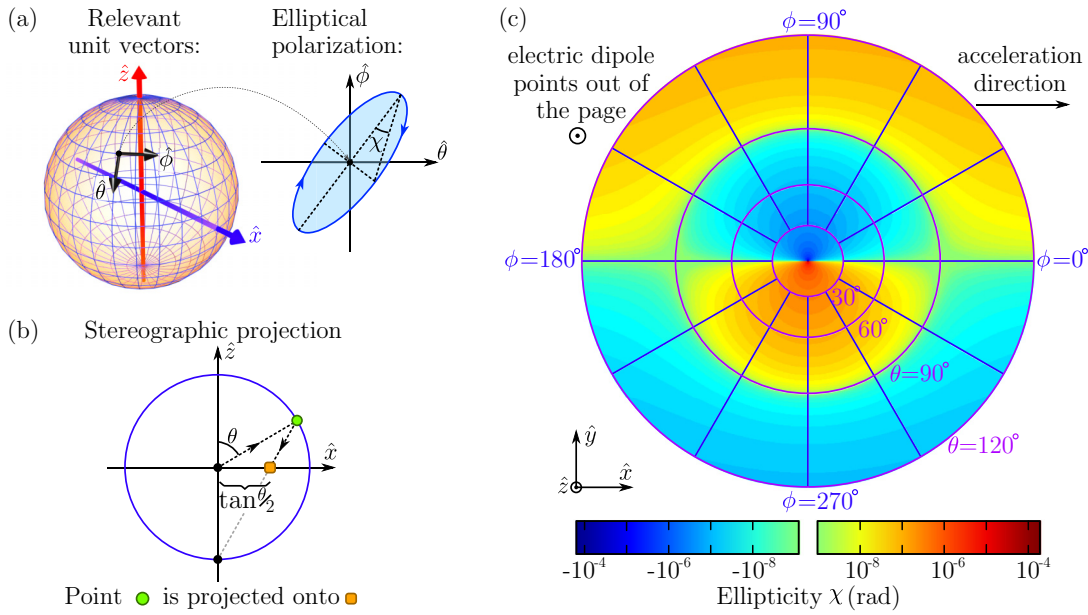 (a)
Relevant
unit vectors:
Elliptical
polarization:
ẑ
φ̂
θ̂
x̂
φ̂
θ̂
χ
(b)
Stereographic projection
ẑ
θ
x̂
tan θ/2
Point is projected onto
(c)
electric dipole
points out of
the page
acceleration
direction
ϕ=90°
ϕ=180°
ϕ=0°
30°
60°
θ=90°
θ=120°
ϕ=270°
ŷ
ẑ
x̂
-10⁻⁴ -10⁻⁶ -10⁻⁸ 10⁻⁸ 10⁻⁶ 10⁻⁴
Ellipticity χ (rad)